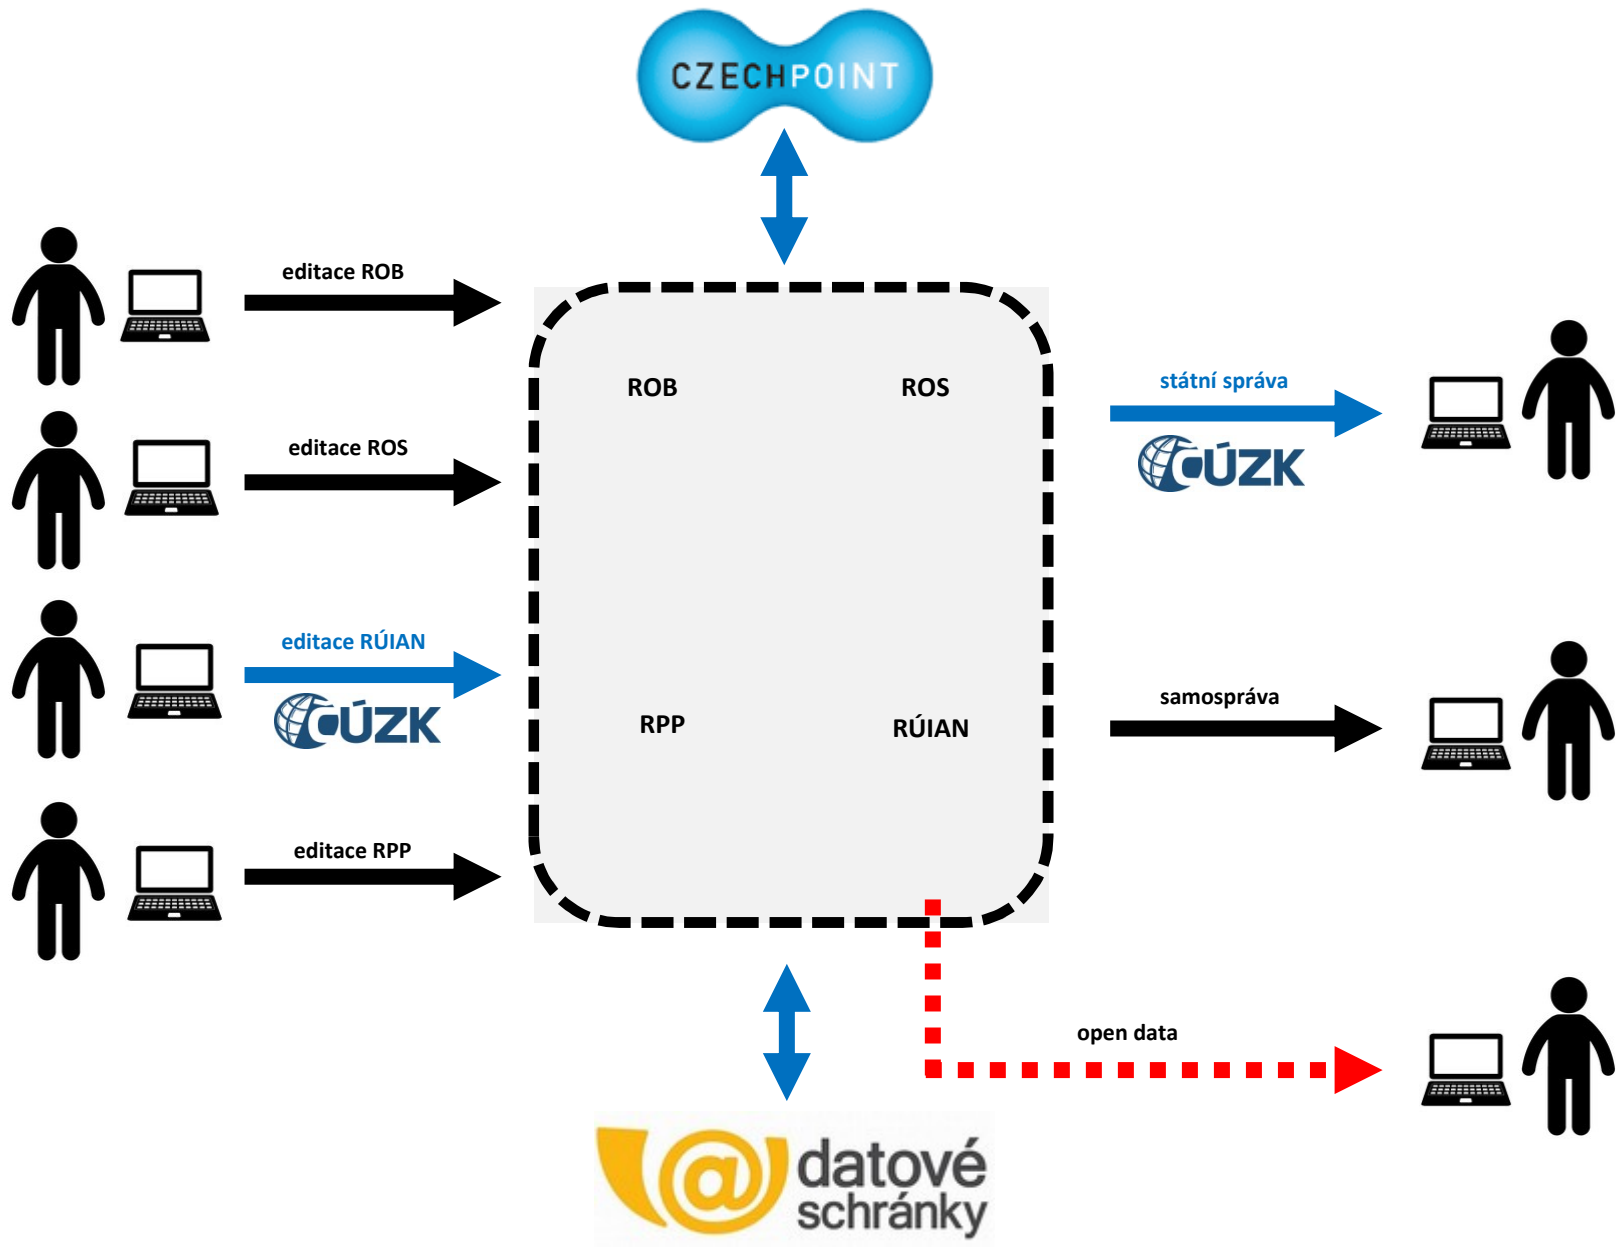 CZECHPOINT
editace ROB
ROB
ROS
státní správa
editace ROS
ČÚZK
editace RÚIAN
ČÚZK
RPP
RÚIAN
samospráva
editace RPP
open data
@ datové
schránky